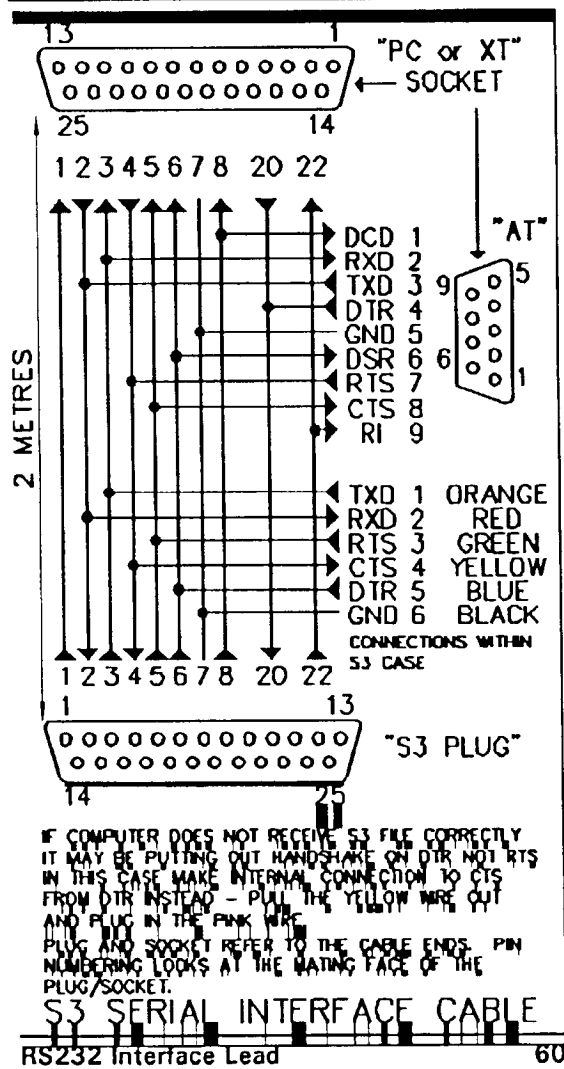 13 1
"PC or XT"
SOCKET
25 14
1 2 3 4 5 6 7 8 20 22
"AT"
DCD 1
RXD 2
TXD 3 9 5
DTR 4
GND 5
DSR 6 6
RTS 7 1
CTS 8
RI 9
2 METRES
TXD 1 ORANGE
RXD 2 RED
RTS 3 GREEN
CTS 4 YELLOW
DTR 5 BLUE
GND 6 BLACK
CONNECTIONS WITHIN
S3 CASE
1 2 3 4 5 6 7 8 20 22
1 13
"S3 PLUG"
14 25
IF COMPUTER DOES NOT RECEIVE S3 FILE CORRECTLY
IT MAY BE PUTTING OUT HANDSHAKE ON DTR NOT RTS
IN THIS CASE MAKE INTERNAL CONNECTION TO CTS
FROM DTR INSTEAD - PULL THE YELLOW WIRE OUT
AND PLUG IN THE PINK WIRE
PLUG AND SOCKET REFER TO THE CABLE ENDS. PIN
NUMBERING LOOKS AT THE MATING FACE OF THE
PLUG/SOCKET.
S3 SERIAL INTERFACE CABLE
RS232 Interface Lead 60